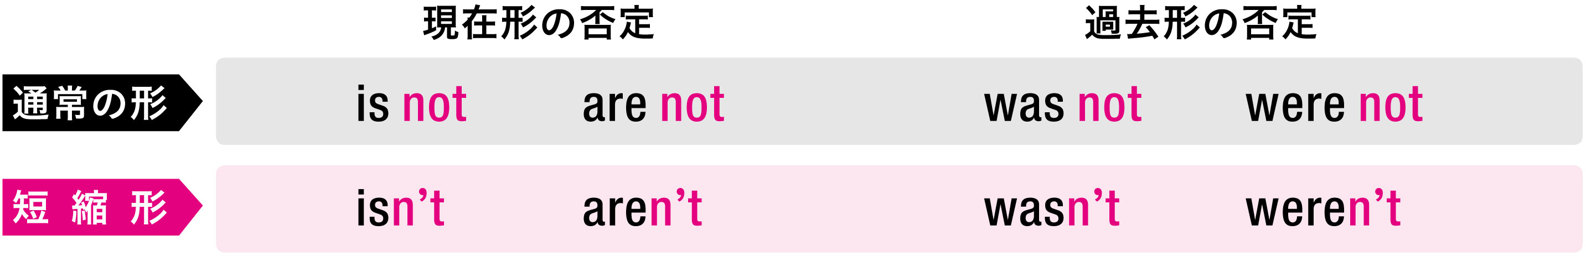 現在形の否定 過去形の否定
通常の形 is not are not was not were not
短縮形 isn’t aren’t wasn’t weren’t